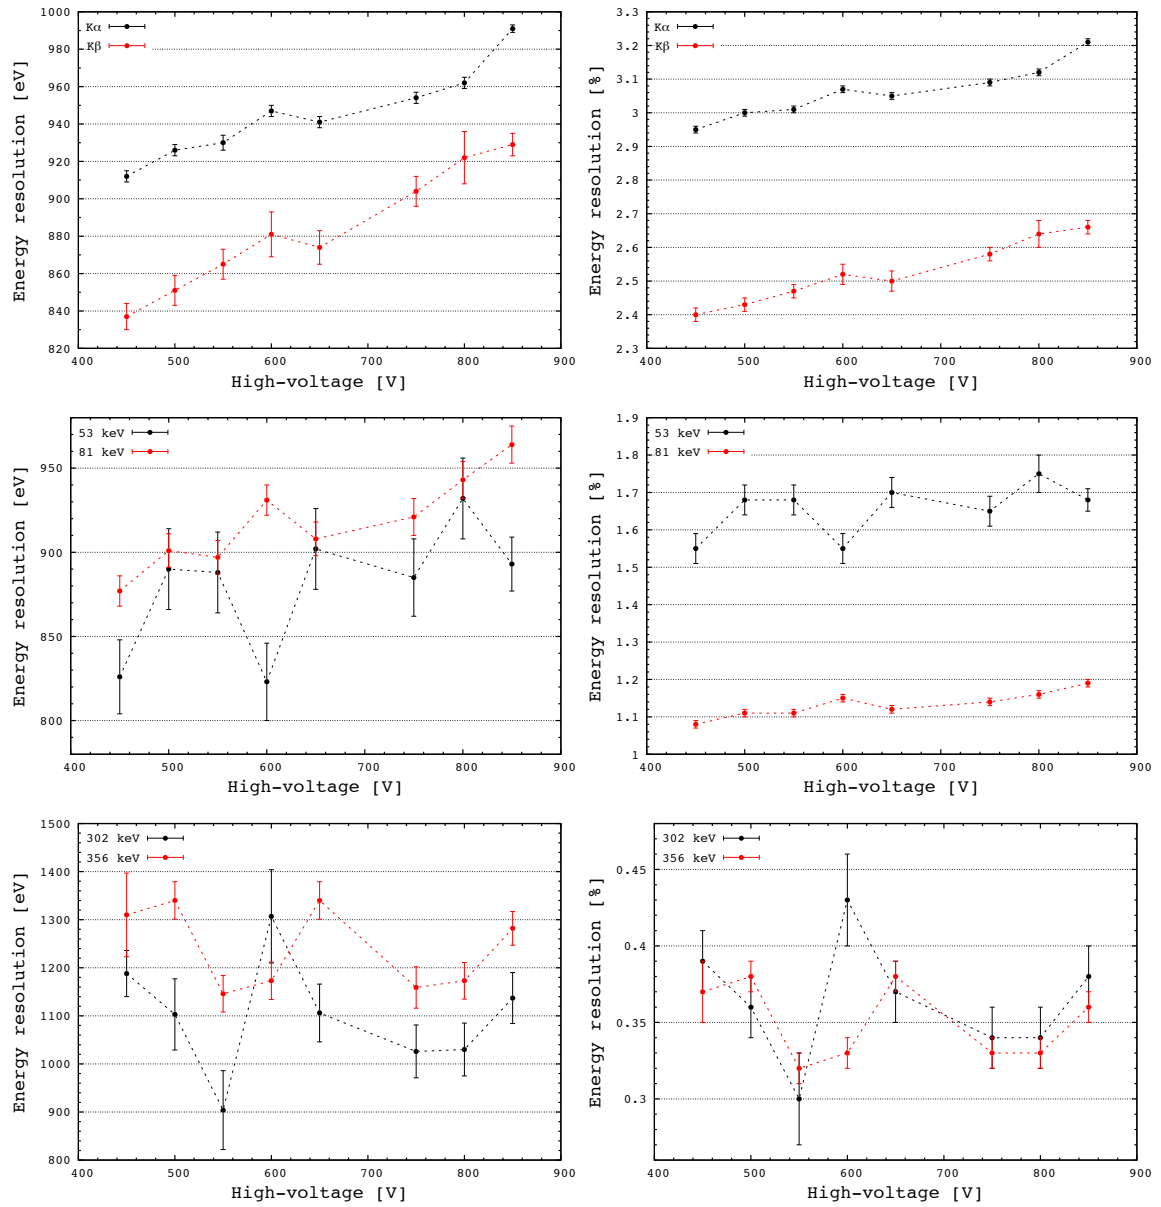 1000
980
960
940
920
900
880
860
840
820
400 500 600 700 800 900
Energy resolution [eV]
High-voltage [V]
Kα
Kβ
3.3
3.2
3.1
3
2.9
2.8
2.7
2.6
2.5
2.4
2.3
400 500 600 700 800 900
Energy resolution [%]
High-voltage [V]
Kα
Kβ
950
900
850
800
400 500 600 700 800 900
Energy resolution [eV]
High-voltage [V]
53 keV
81 keV
1.9
1.8
1.7
1.6
1.5
1.4
1.3
1.2
1.1
1
400 500 600 700 800 900
Energy resolution [%]
High-voltage [V]
53 keV
81 keV
1500
1400
1300
1200
1100
1000
900
800
400 500 600 700 800 900
Energy resolution [eV]
High-voltage [V]
302 keV
356 keV
0.45
0.4
0.35
0.3
400 500 600 700 800 900
Energy resolution [%]
High-voltage [V]
302 keV
356 keV